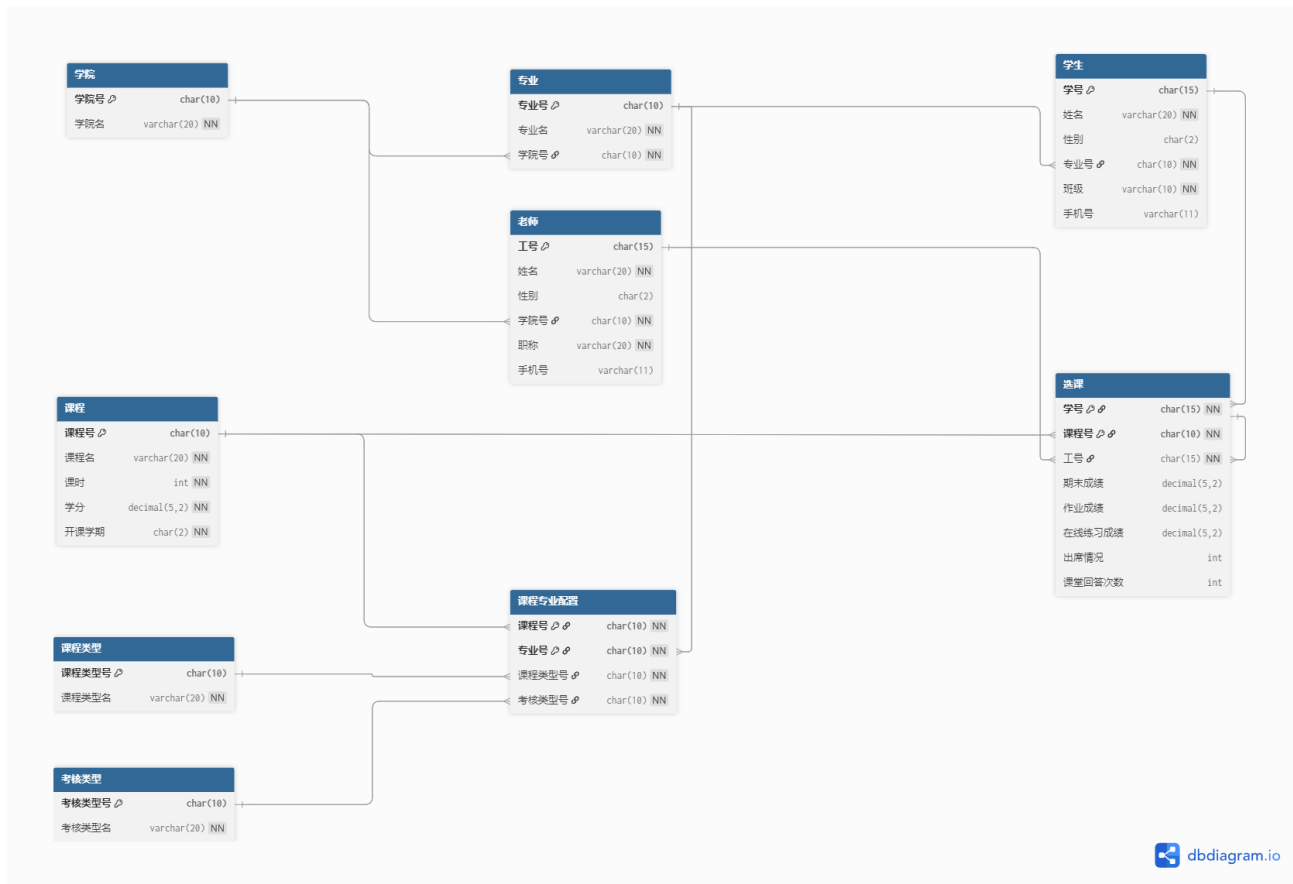 学院
学院号 char(10)
学院名 varchar(20) NN
专业
专业号 char(10)
专业名 varchar(20) NN
学院号 char(10) NN
学生
学号 char(15)
姓名 varchar(20) NN
性别 char(2)
专业号 char(10) NN
班级 varchar(10) NN
手机号 varchar(11)
老师
工号 char(15)
姓名 varchar(20) NN
性别 char(2)
学院号 char(10) NN
职称 varchar(20) NN
手机号 varchar(11)
课程
课程号 char(10)
课程名 varchar(20) NN
课时 int NN
学分 decimal(5,2) NN
开课学期 char(2) NN
选课
学号 char(15) NN
课程号 char(10) NN
工号 char(15) NN
期末成绩 decimal(5,2)
作业成绩 decimal(5,2)
在线练习成绩 decimal(5,2)
出席情况 int
课堂回答次数 int
课程专业配置
课程号 char(10) NN
专业号 char(10) NN
课程类型号 char(10) NN
考核类型号 char(10) NN
课程类型
课程类型号 char(10)
课程类型名 varchar(20) NN
考核类型
考核类型号 char(10)
考核类型名 varchar(20) NN
dbdiagram.io